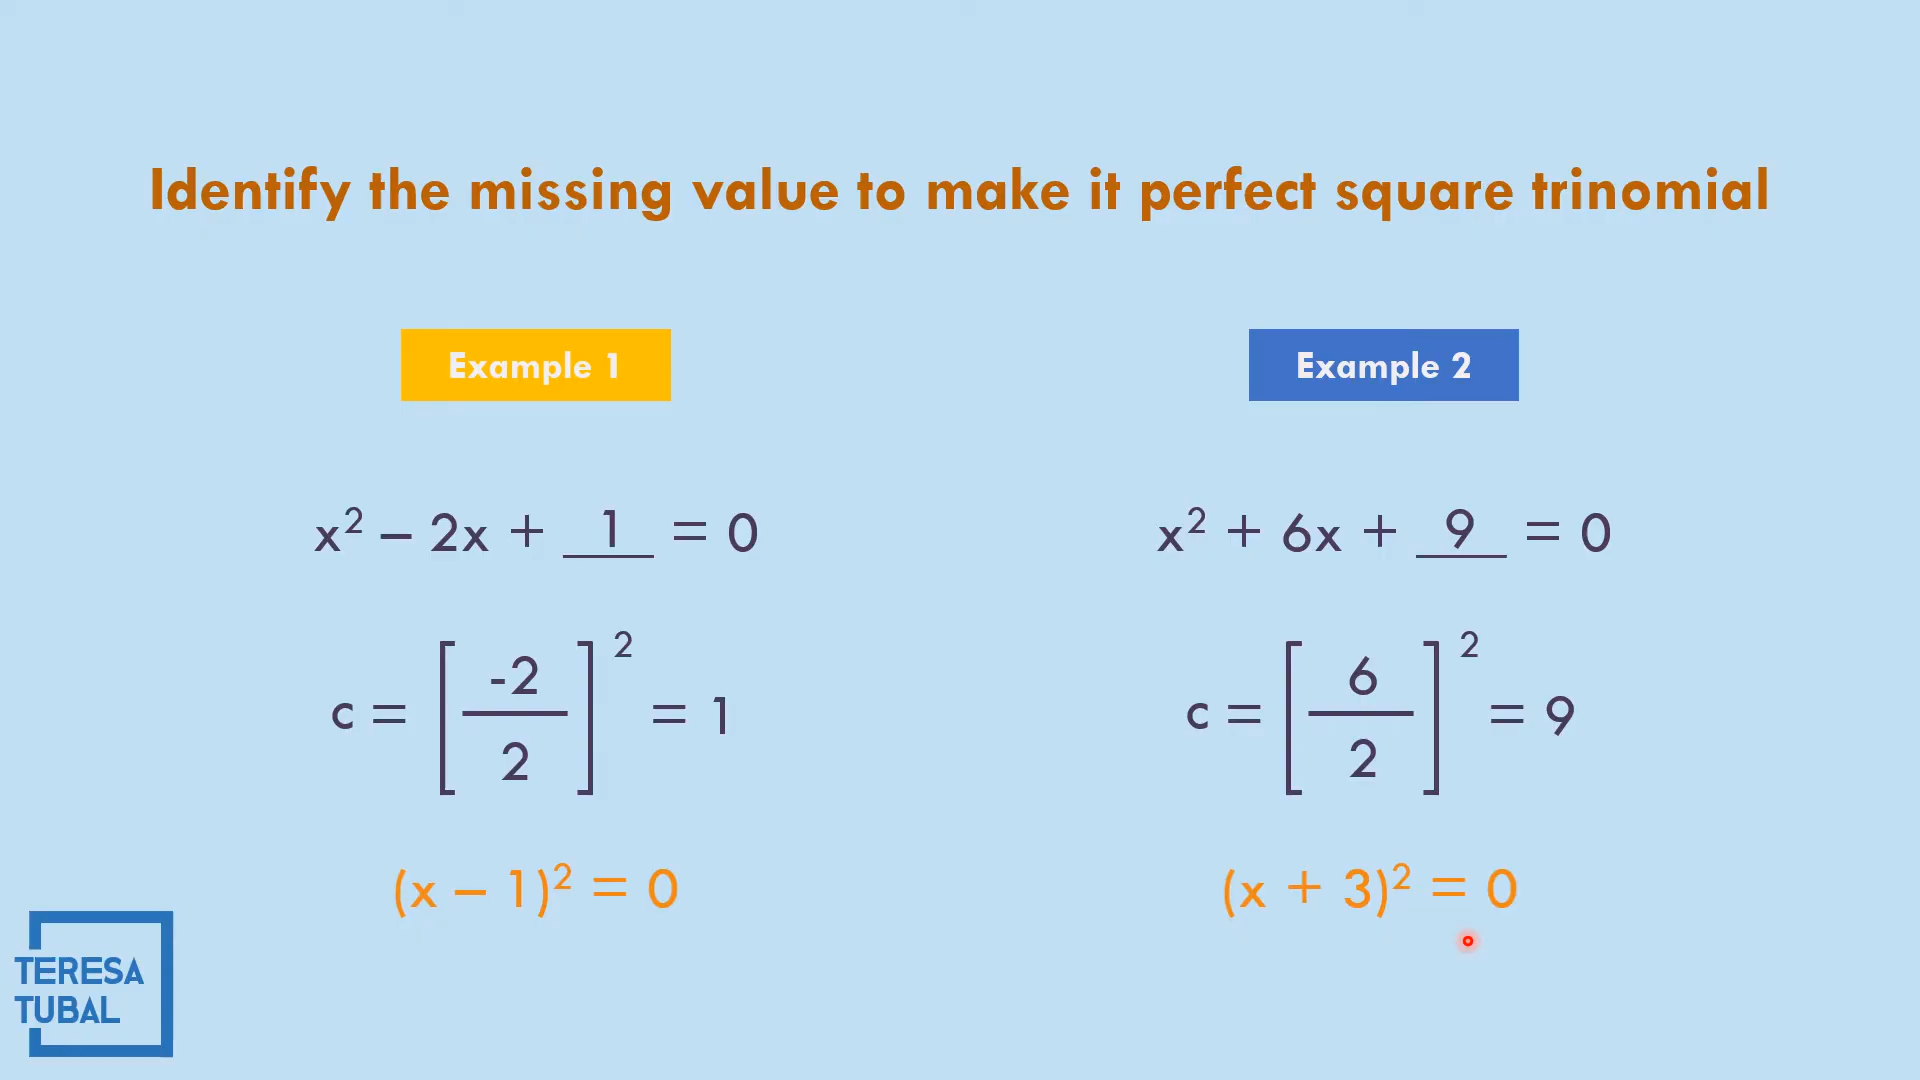 Identify the missing value to make it perfect square trinomial
Example 1
x² – 2x + 1 = 0
c = [ -2 / 2 ]² = 1
(x – 1)² = 0
Example 2
x² + 6x + 9 = 0
c = [ 6 / 2 ]² = 9
(x + 3)² = 0
TERESA
TUBAL